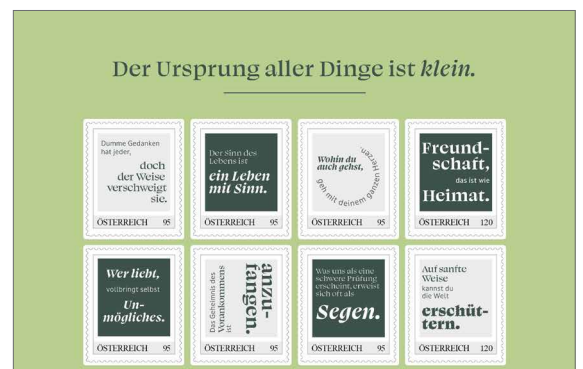 Der Ursprung aller Dinge ist klein.
Dumme Gedanken
hat jeder,
doch
der Weise
verschweigt
sie.
ÖSTERREICH 95
Der Sinn des
Lebens ist
ein Leben
mit Sinn.
ÖSTERREICH 95
Wohin du
auch gehst,
geh mit deinem ganzen Herzen.
ÖSTERREICH 95
Freund-
schaft,
das ist wie
Heimat.
ÖSTERREICH 120
Wer liebt,
vollbringt selbst
Un-
mögliches.
ÖSTERREICH 95
Das Geheimnis des
Vorankommens
ist
anzu-
fangen.
ÖSTERREICH 95
Was uns als eine
schwere Prüfung
erscheint, erweist
sich oft als
Segen.
ÖSTERREICH 95
Auf sanfte
Weise
kannst du
die Welt
erschüt-
tern.
ÖSTERREICH 120